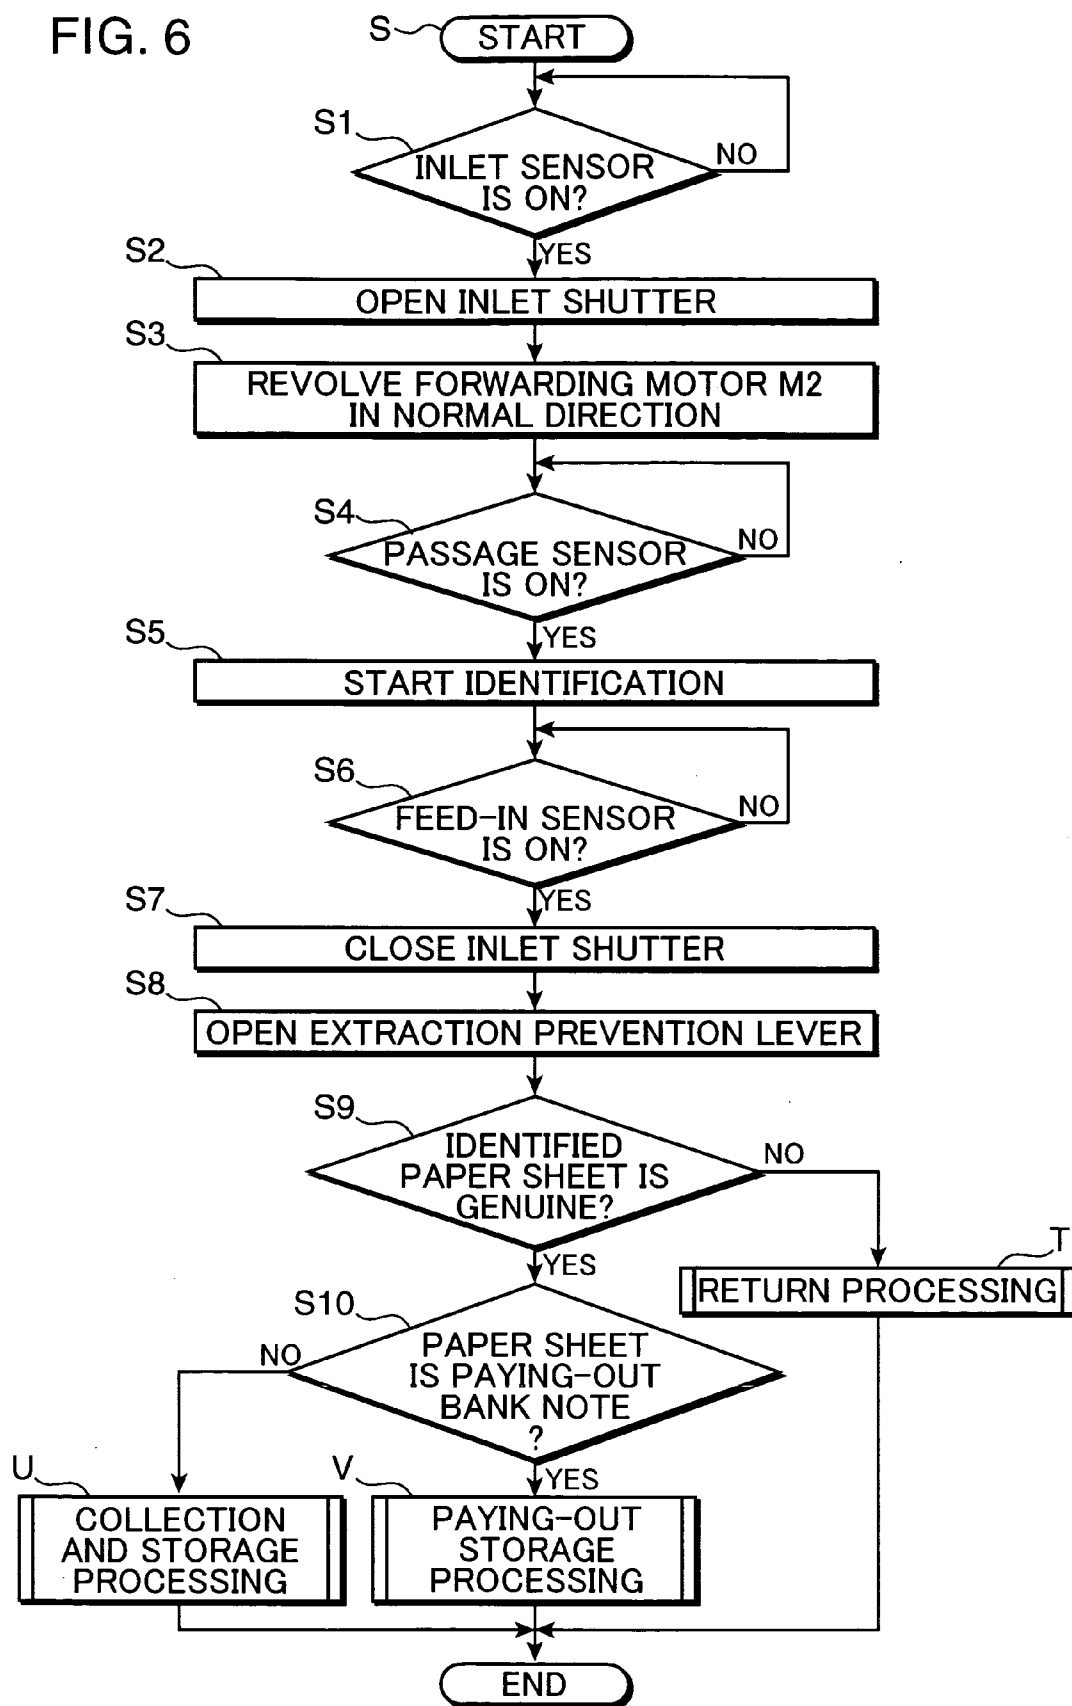 FIG. 6
S
START
S1
INLET SENSOR
IS ON?
NO
YES
S2
OPEN INLET SHUTTER
S3
REVOLVE FORWARDING MOTOR M2
IN NORMAL DIRECTION
S4
PASSAGE SENSOR
IS ON?
NO
YES
S5
START IDENTIFICATION
S6
FEED-IN SENSOR
IS ON?
NO
YES
S7
CLOSE INLET SHUTTER
S8
OPEN EXTRACTION PREVENTION LEVER
S9
IDENTIFIED
PAPER SHEET IS
GENUINE?
NO
YES
T
RETURN PROCESSING
S10
PAPER SHEET
IS PAYING-OUT
BANK NOTE
?
NO
YES
U
COLLECTION
AND STORAGE
PROCESSING
V
PAYING-OUT
STORAGE
PROCESSING
END